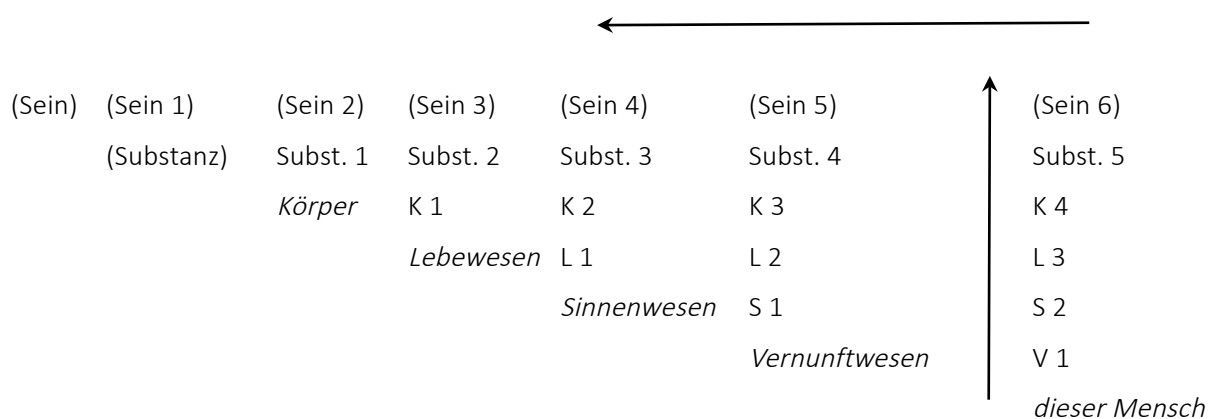 (Sein) (Sein 1) (Sein 2) (Sein 3) (Sein 4) (Sein 5) (Sein 6)
(Substanz) Subst. 1 Subst. 2 Subst. 3 Subst. 4 Subst. 5
Körper K 1 K 2 K 3 K 4
Lebewesen L 1 L 2 L 3
Sinnenwesen S 1 S 2
Vernunftwesen V 1
dieser Mensch